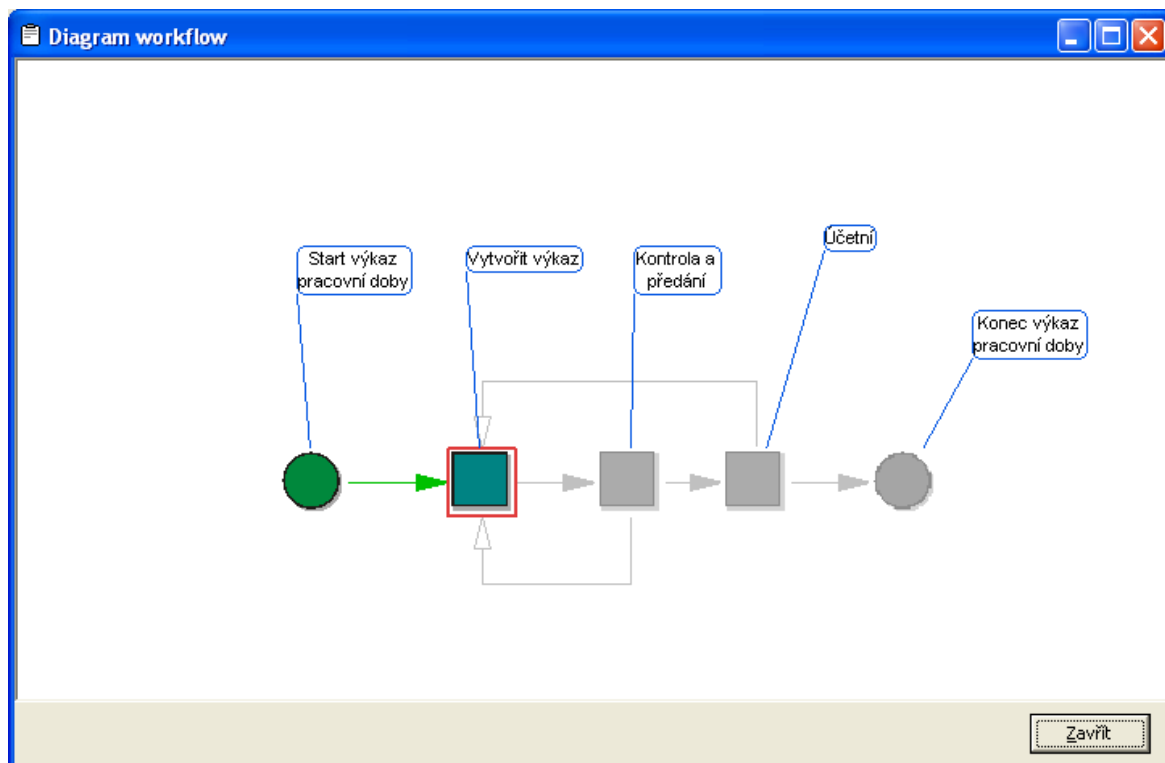 Diagram workflow
Účetní
Start výkaz
pracovní doby
Vytvořit výkaz
Kontrola a
předání
Konec výkaz
pracovní doby
Zavřít